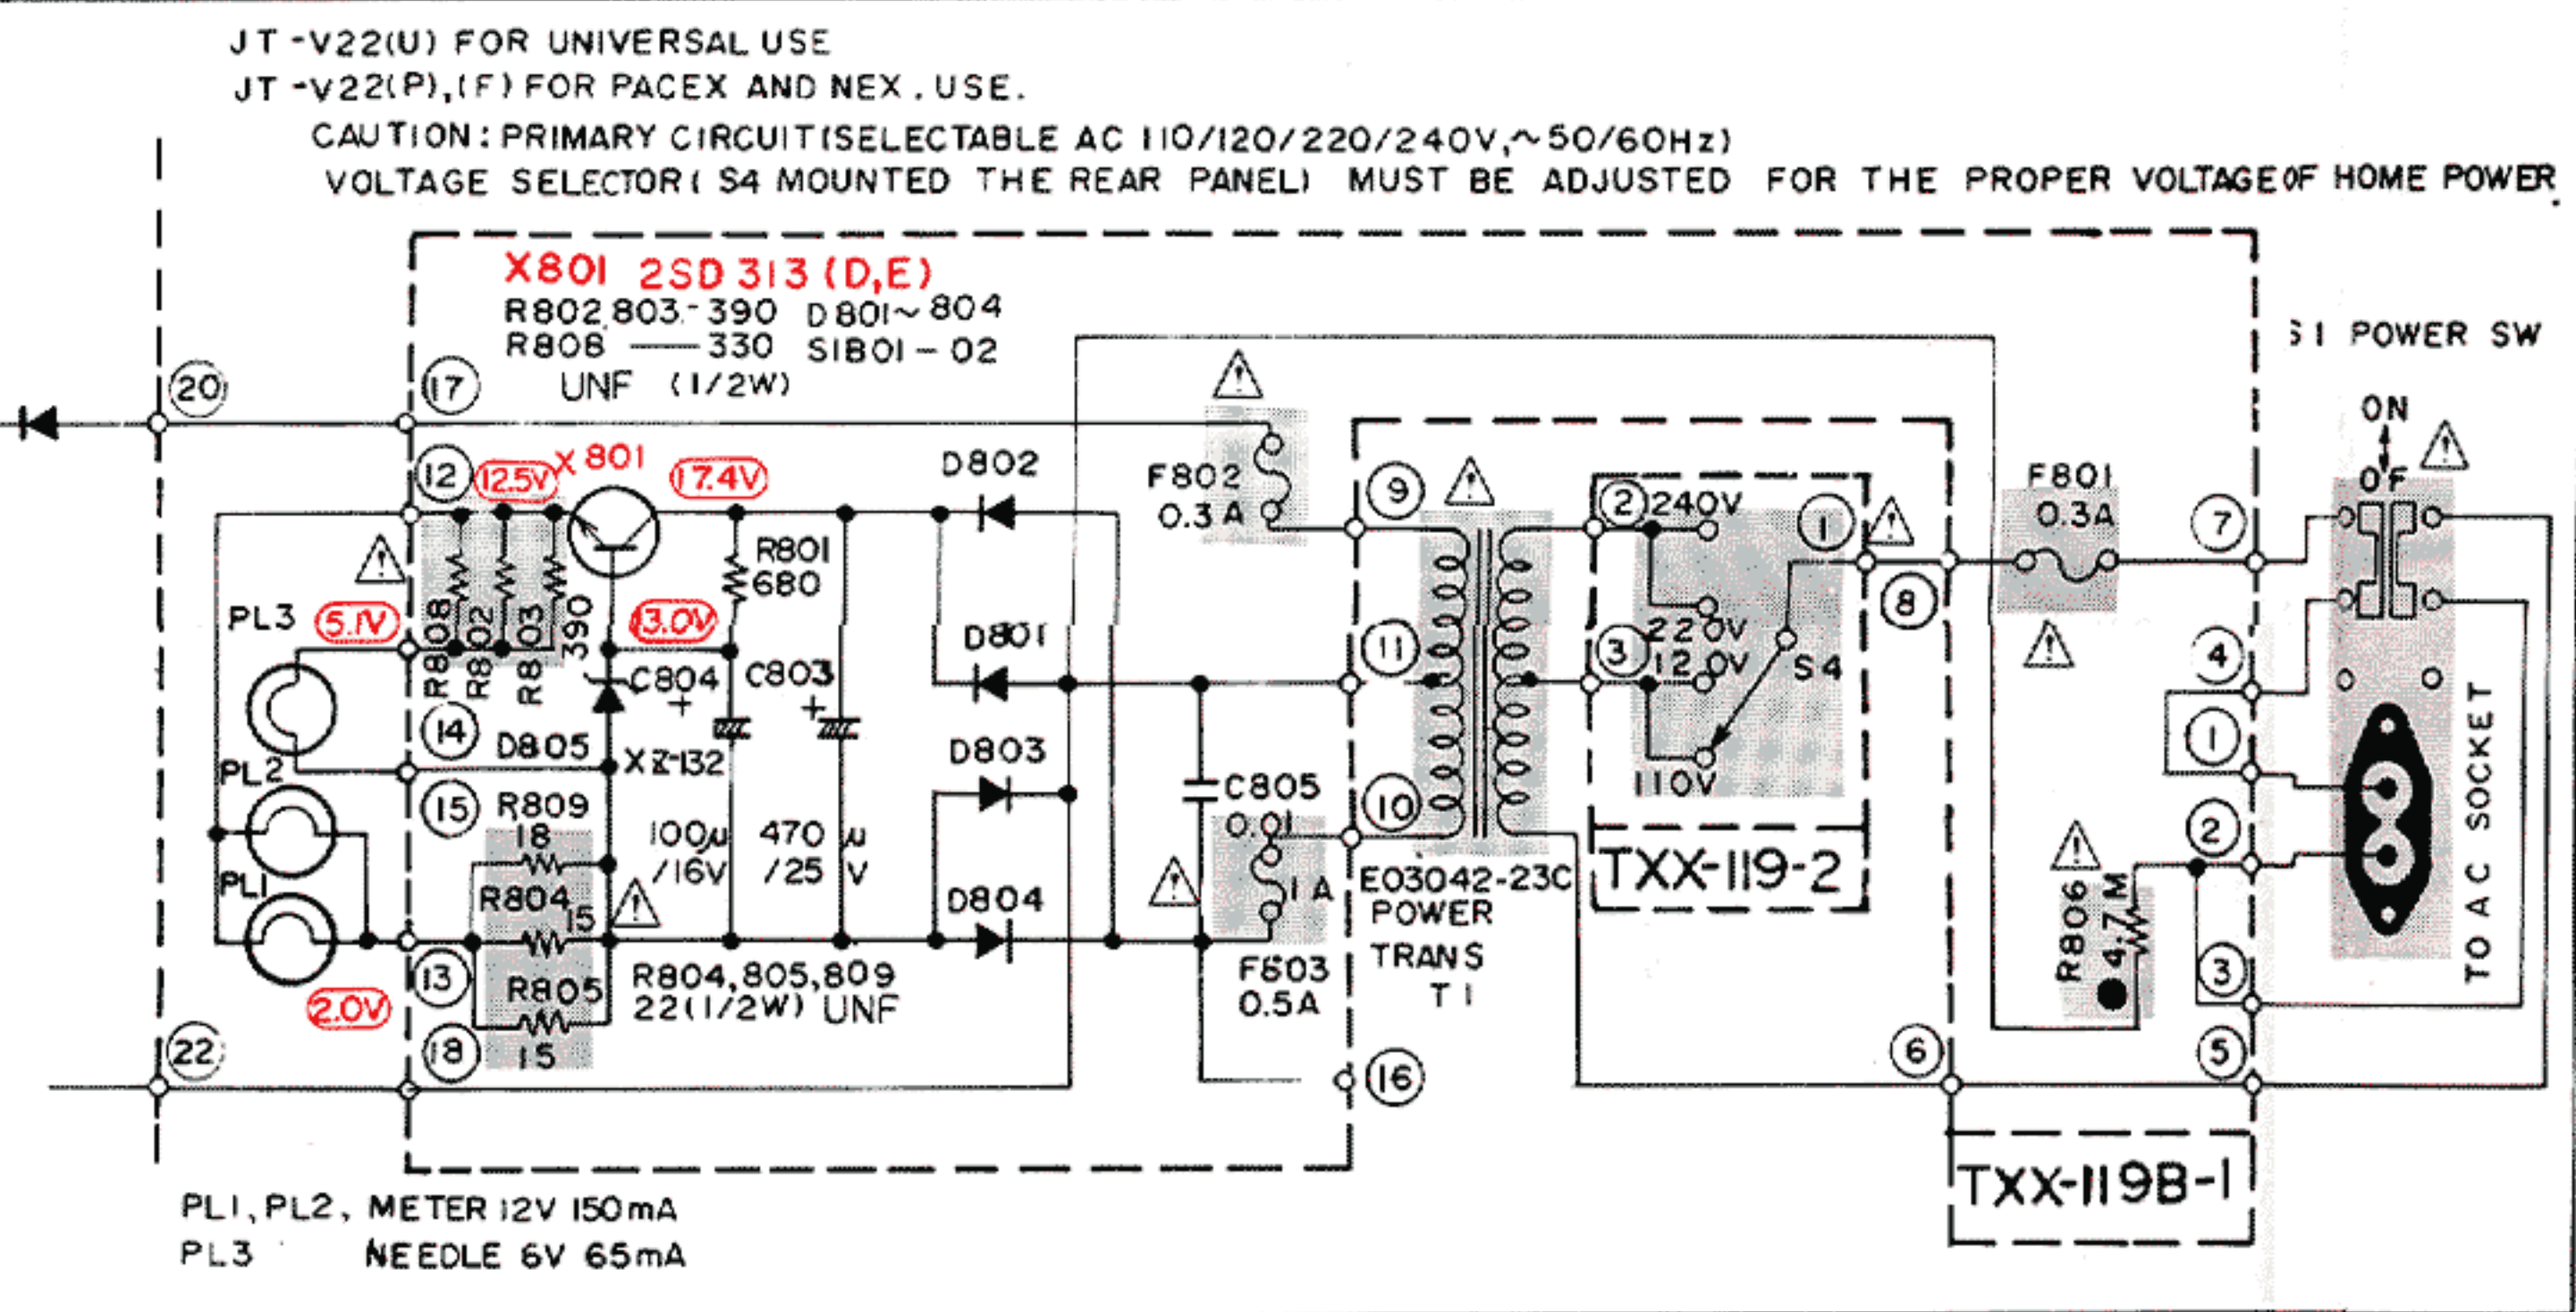 JT-V22(U) FOR UNIVERSAL USE
JT-V22(P),(F) FOR PACEX AND NEX. USE.
CAUTION: PRIMARY CIRCUIT(SELECTABLE AC 110/120/220/240V,~50/60Hz)
VOLTAGE SELECTOR( S4 MOUNTED THE REAR PANEL) MUST BE ADJUSTED FOR THE PROPER VOLTAGE OF HOME POWER.
X801 2SD313 (D,E)
R802,803.-390 D801~804
R808 — 330 SIB01-02
UNF (1/2W)
S1 POWER SW
ON
OF
20
17
12
12.5V
X801
17.4V
D802
F802
0.3A
9
2
240V
1
F801
0.3A
7
R801
680
PL3
5.1V
R808
R802
R803
390
13.0V
D801
11
3
220V
120V
S4
8
4
C804
+
C803
+
14
D805
XZ-132
D803
PL2
15
R809
18
100μ
/16V
470μ
/25V
C805
0.01
10
110V
1
2
TO AC SOCKET
PL1
R804
15
D804
1A
E03042-23C
POWER
TRANS
T1
TXX-119-2
R806
4.7M
13
R805
15
R804,805,809
22(1/2W) UNF
F803
0.5A
3
2.0V
22
18
16
6
5
TXX-119B-1
PL1,PL2, METER 12V 150mA
PL3 NEEDLE 6V 65mA